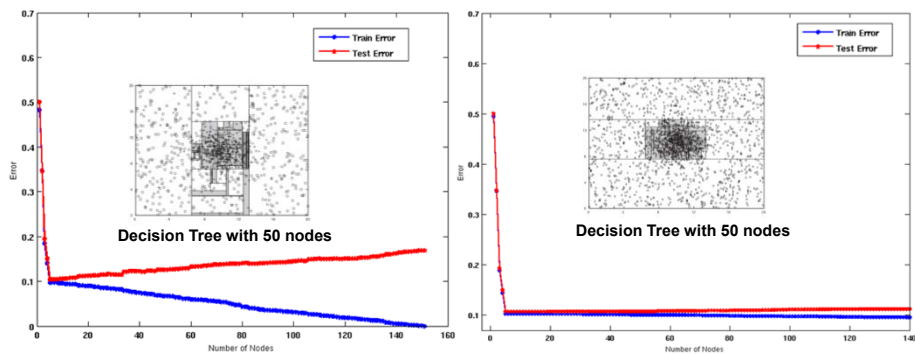 0.7
0.6
0.5
0.4
0.3
0.2
0.1
0
Error
Train Error
Test Error
Decision Tree with 50 nodes
0 20 40 60 80 100 120 140 160
Number of Nodes
0.7
0.6
0.5
0.4
0.3
0.2
0.1
Error
Train Error
Test Error
Decision Tree with 50 nodes
0 20 40 60 80 100 120 140
Number of Nodes